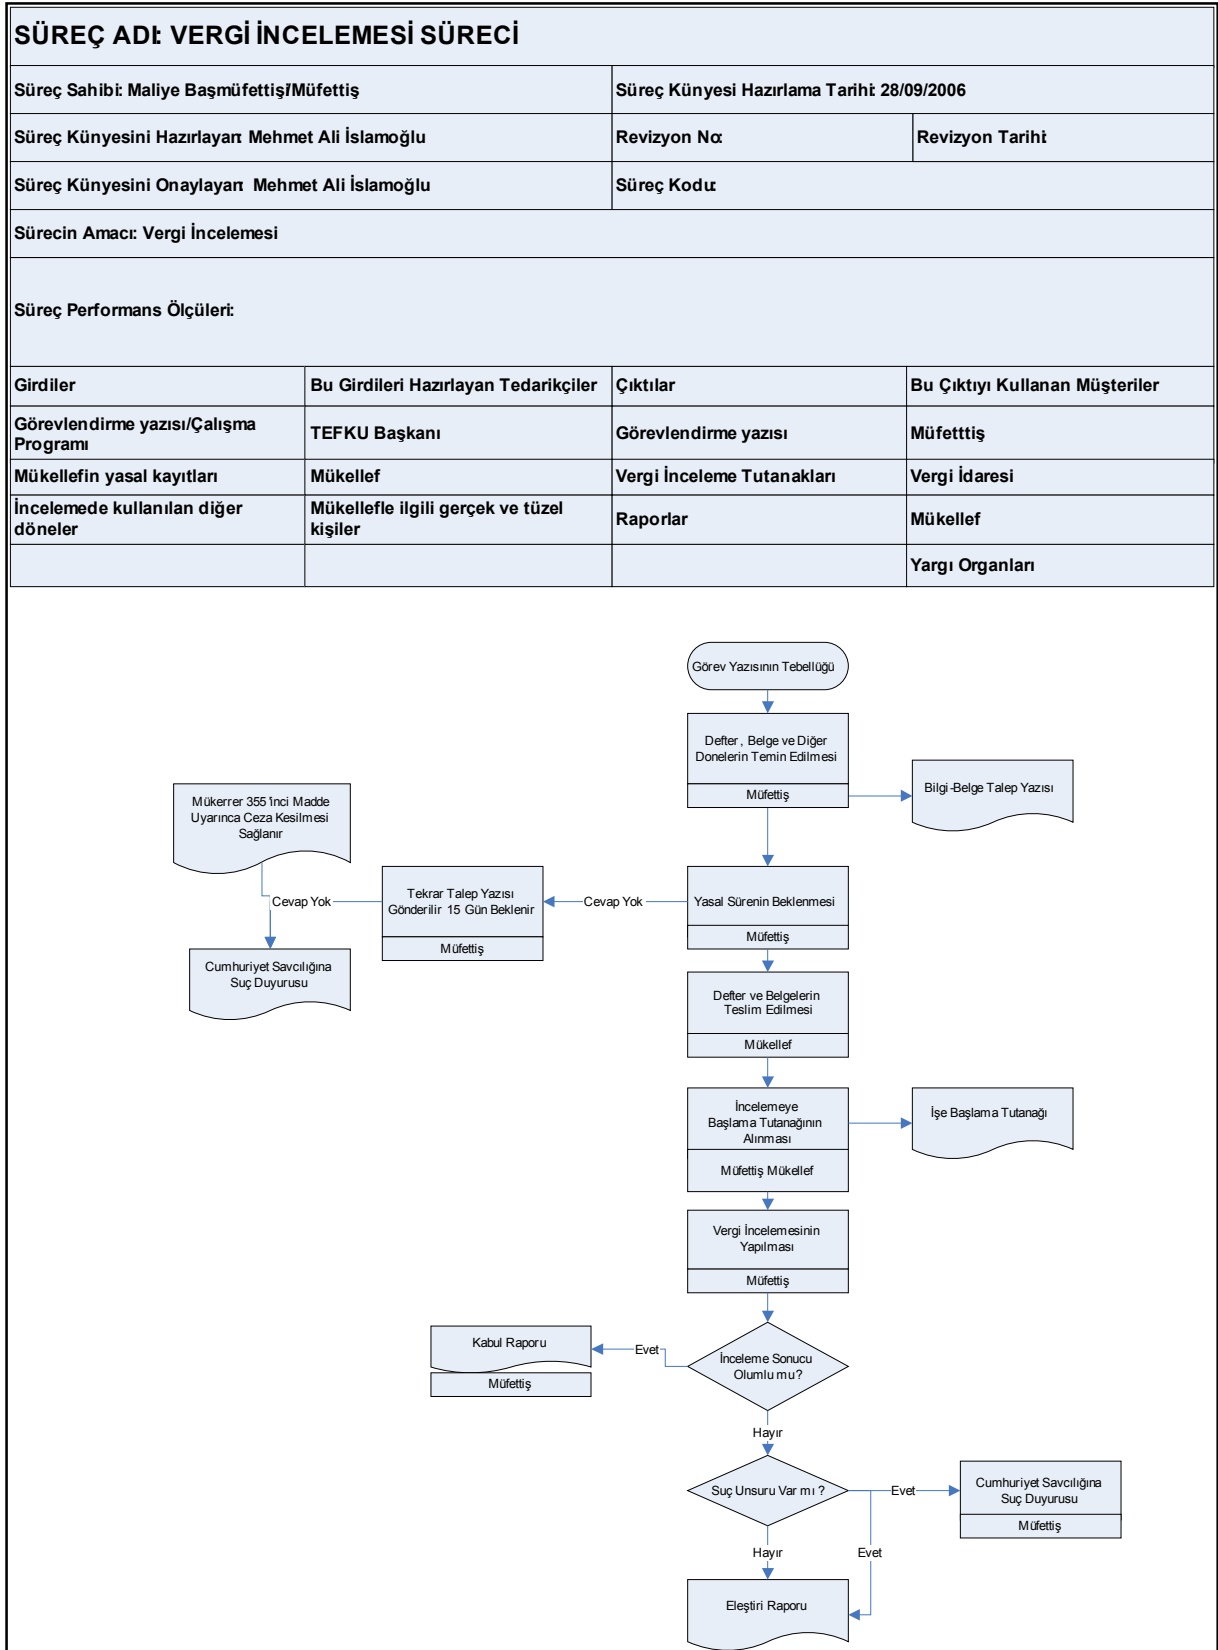 SÜREÇ ADI: VERGİ İNCELEMESİ SÜRECİ
Süreç Sahibi: Maliye Başmüfettişi/Müfettiş
Süreç Künyesi Hazırlama Tarihi: 28/09/2006
Süreç Künyesini Hazırlayan: Mehmet Ali İslamoğlu
Revizyon No:
Revizyon Tarihi:
Süreç Künyesini Onaylayan: Mehmet Ali İslamoğlu
Süreç Kodu:
Sürecin Amacı: Vergi İncelemesi
Süreç Performans Ölçüleri:
Girdiler
Bu Girdileri Hazırlayan Tedarikçiler
Çıktılar
Bu Çıktıyı Kullanan Müşteriler
Görevlendirme yazısı/Çalışma
Programı
TEFKU Başkanı
Görevlendirme yazısı
Müfetttiş
Mükellefin yasal kayıtları
Mükellef
Vergi İnceleme Tutanakları
Vergi İdaresi
İncelemede kullanılan diğer
döneler
Mükellefle ilgili gerçek ve tüzel
kişiler
Raporlar
Mükellef
Yargı Organları
Görev Yazısının Tebellüğü
Defter, Belge ve Diğer
Donelerin Temin Edilmesi
Müfettiş
Bilgi-Belge Talep Yazısı
Mükerrer 355'inci Madde
Uyarınca Ceza Kesilmesi
Sağlanır
Cevap Yok
Tekrar Talep Yazısı
Gönderilir 15 Gün Beklenir
Müfettiş
Cevap Yok
Yasal Sürenin Beklenmesi
Müfettiş
Cumhuriyet Savcılığına
Suç Duyurusu
Defter ve Belgelerin
Teslim Edilmesi
Mükellef
İncelemeye
Başlama Tutanağının
Alınması
Müfettiş Mükellef
İşe Başlama Tutanağı
Vergi İncelemesinin
Yapılması
Müfettiş
Kabul Raporu
Müfettiş
Evet
İnceleme Sonucu
Olumlu mu?
Hayır
Suç Unsuru Var mı ?
Evet
Cumhuriyet Savcılığına
Suç Duyurusu
Müfettiş
Hayır
Evet
Eleştiri Raporu